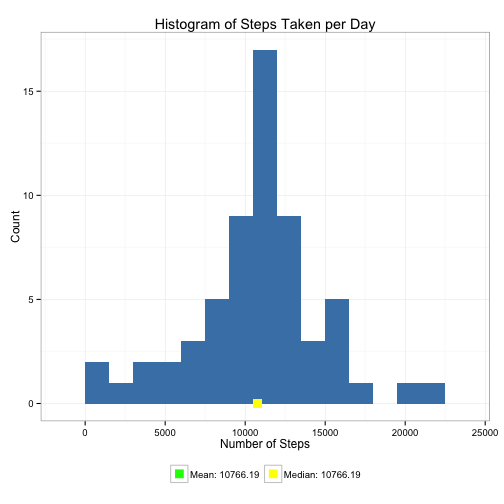 Histogram of Steps Taken per Day
Count
15
10
5
0
0 5000 10000 15000 20000 25000
Number of Steps
Mean: 10766.19 Median: 10766.19